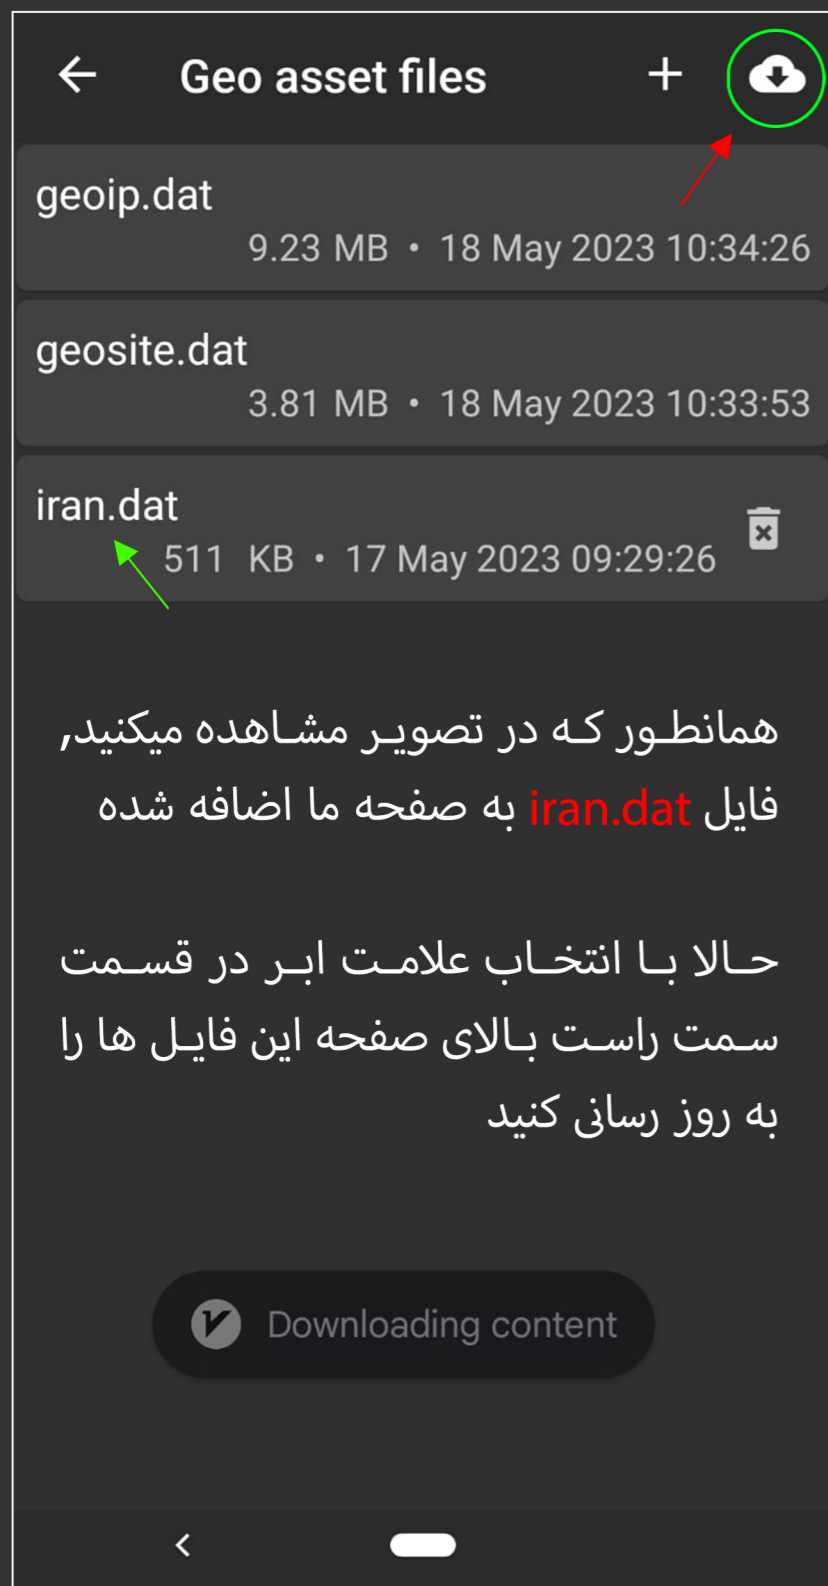 Geo asset files
geoip.dat
9.23 MB • 18 May 2023 10:34:26
geosite.dat
3.81 MB • 18 May 2023 10:33:53
iran.dat
511 KB • 17 May 2023 09:29:26
همانطور که در تصویر مشاهده میکنید,
فایل iran.dat به صفحه ما اضافه شده
حالا با انتخاب علامت ابر در قسمت
سمت راست بالای صفحه این فایل ها را
به روز رسانی کنید
Downloading content